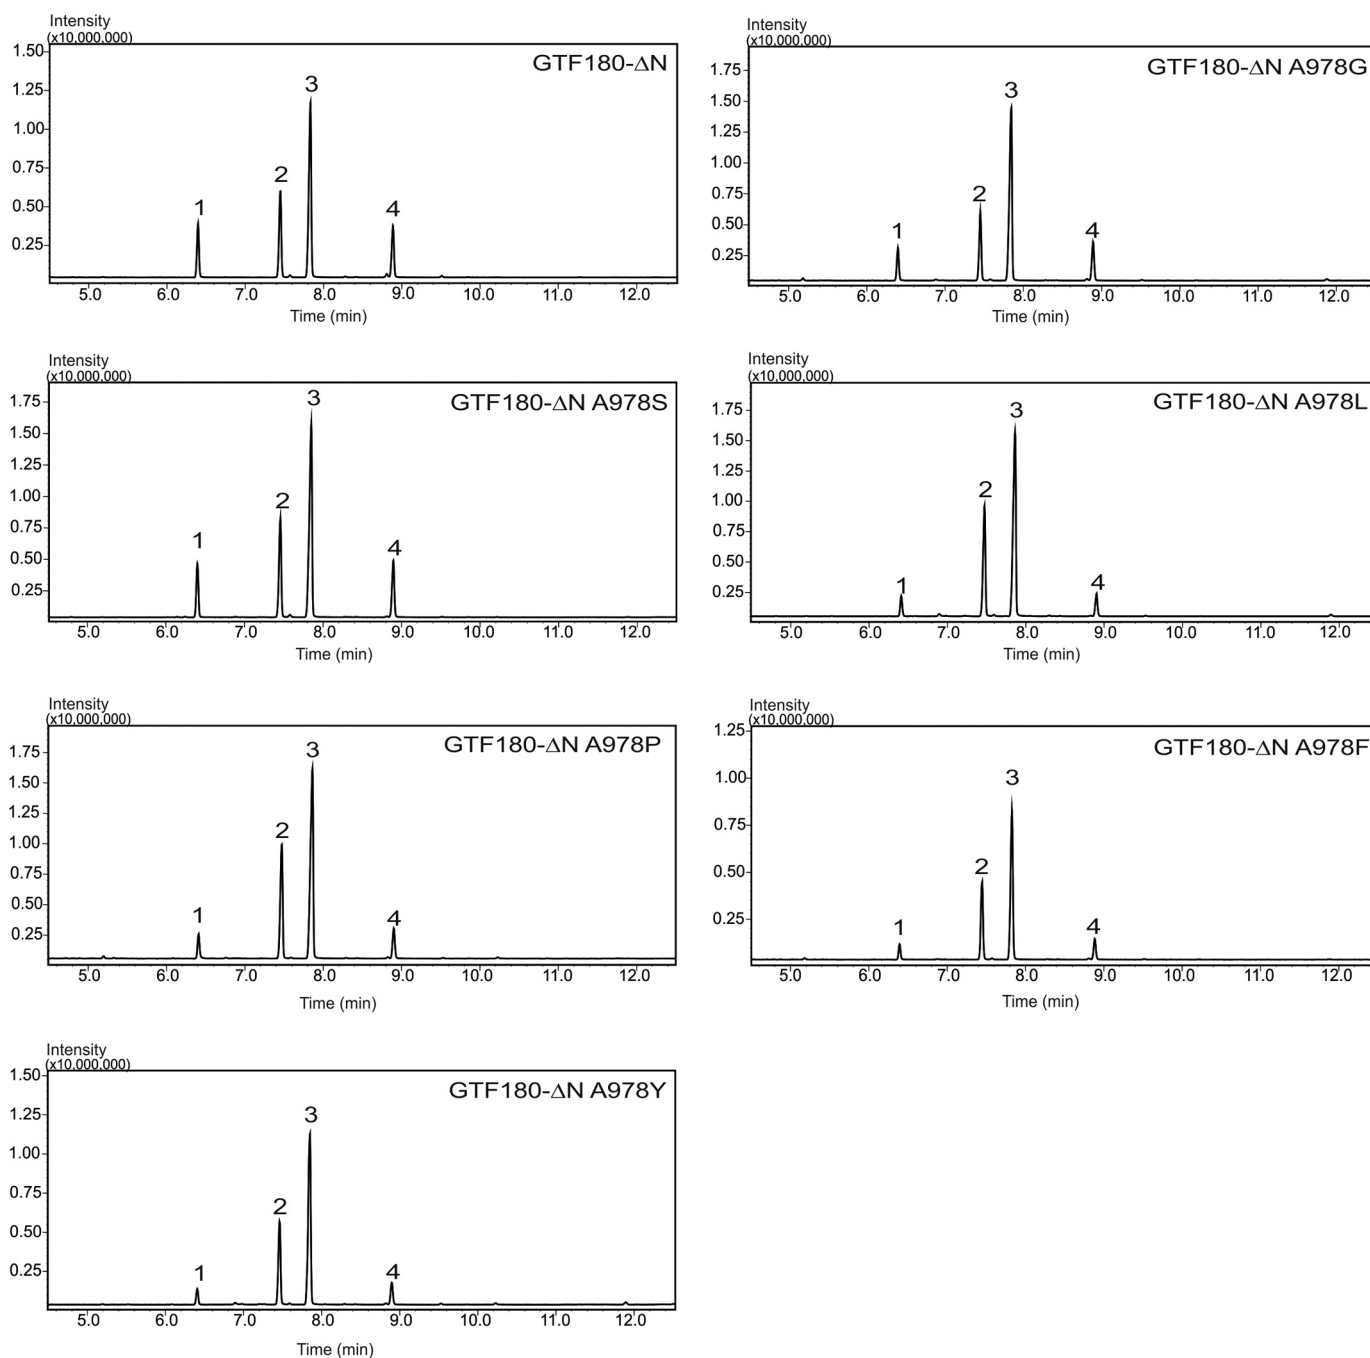 Intensity
(x10,000,000)
GTF180-ΔN
1.50
1.25
1.00
0.75
0.50
0.25
1
2
3
4
5.0 6.0 7.0 8.0 9.0 10.0 11.0 12.0
Time (min)
Intensity
(x10,000,000)
GTF180-ΔN A978G
1.75
1.50
1.25
1.00
0.75
0.50
0.25
1
2
3
4
5.0 6.0 7.0 8.0 9.0 10.0 11.0 12.0
Time (min)
Intensity
(x10,000,000)
GTF180-ΔN A978S
1.75
1.50
1.25
1.00
0.75
0.50
0.25
1
2
3
4
5.0 6.0 7.0 8.0 9.0 10.0 11.0 12.0
Time (min)
Intensity
(x10,000,000)
GTF180-ΔN A978L
1.75
1.50
1.25
1.00
0.75
0.50
0.25
1
2
3
4
5.0 6.0 7.0 8.0 9.0 10.0 11.0 12.0
Time (min)
Intensity
(x10,000,000)
GTF180-ΔN A978P
1.75
1.50
1.25
1.00
0.75
0.50
0.25
1
2
3
4
5.0 6.0 7.0 8.0 9.0 10.0 11.0 12.0
Time (min)
Intensity
(x10,000,000)
GTF180-ΔN A978F
1.25
1.00
0.75
0.50
0.25
1
2
3
4
5.0 6.0 7.0 8.0 9.0 10.0 11.0 12.0
Time (min)
Intensity
(x10,000,000)
GTF180-ΔN A978Y
1.50
1.25
1.00
0.75
0.50
0.25
1
2
3
4
5.0 6.0 7.0 8.0 9.0 10.0 11.0 12.0
Time (min)